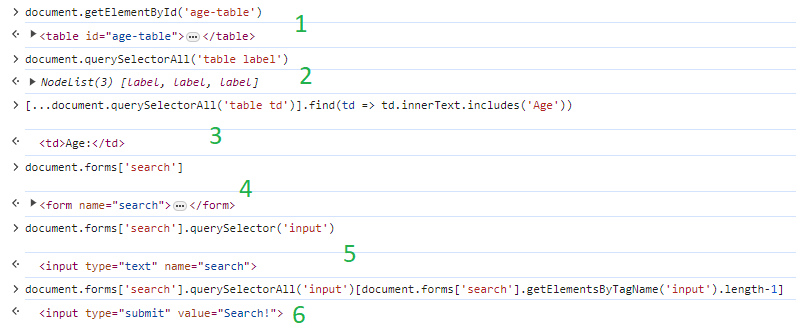 > document.getElementById('age-table')
1
<· ▶<table id="age-table">…</table>
> document.querySelectorAll('table label')
2
<· ▶ NodeList(3) [label, label, label]
> [...document.querySelectorAll('table td')].find(td => td.innerText.includes('Age'))
3
<· <td>Age:</td>
> document.forms['search']
4
<· ▶<form name="search">…</form>
> document.forms['search'].querySelector('input')
5
<· <input type="text" name="search">
> document.forms['search'].querySelectorAll('input')[document.forms['search'].getElementsByTagName('input').length-1]
<· <input type="submit" value="Search!"> 6